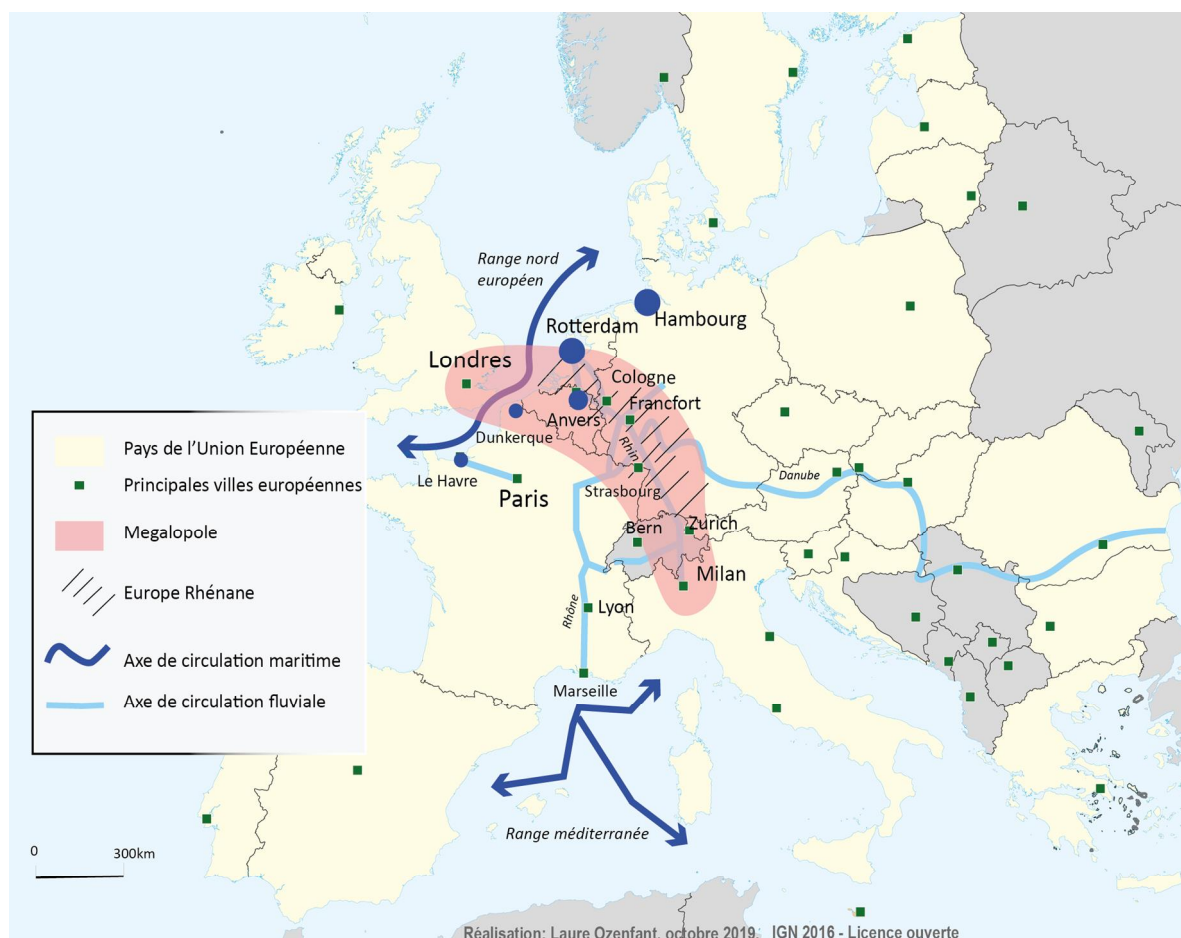 Range nord
européen
Hambourg
Rotterdam
Londres
Cologne
Francfort
Anvers
Dunkerque
Rhin
Le Havre
Paris
Strasbourg
Danube
Bern
Zurich
Milan
Rhône
Lyon
Marseille
Range méditerranée
Pays de l'Union Européenne
Principales villes européennes
Megalopole
Europe Rhénane
Axe de circulation maritime
Axe de circulation fluviale
0 300km
Réalisation: Laure Ozenfant, octobre 2019. IGN 2016 - Licence ouverte